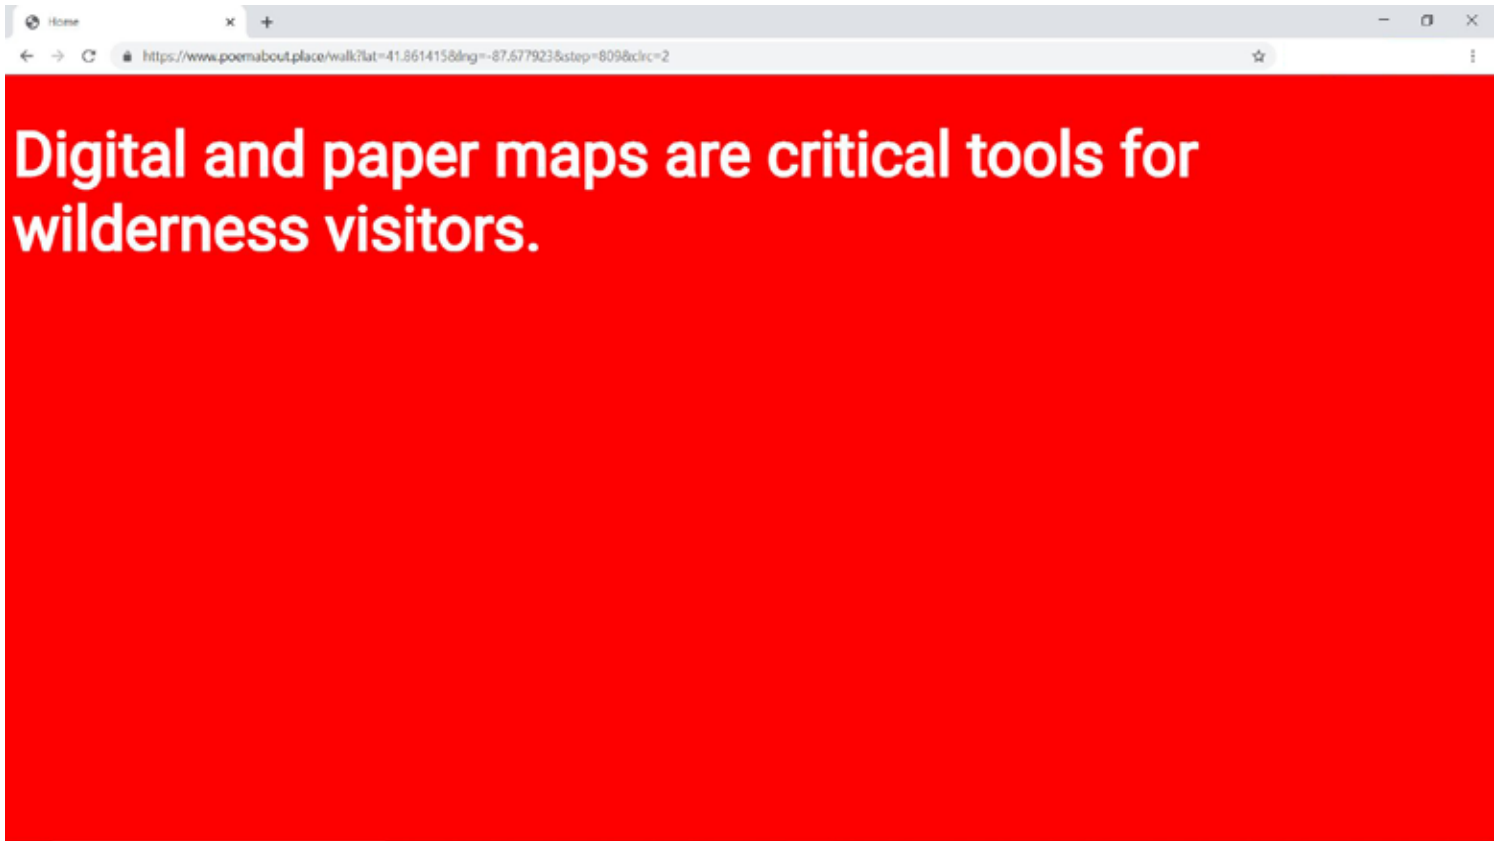 Home
https://www.poemabout.place/walk?lat=41.861415&lng=-87.677923&step=809&clrc=2
Digital and paper maps are critical tools for
wilderness visitors.